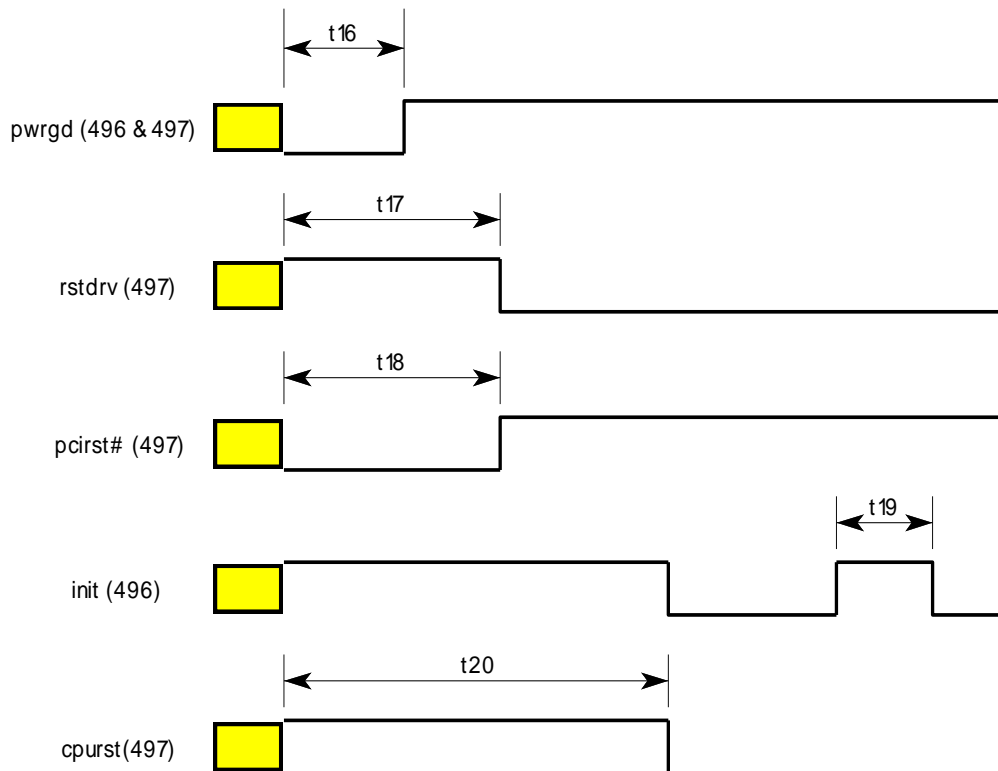 t16
pwrgd (496 & 497)
t17
rstdrv (497)
t18
pcirst# (497)
t19
init (496)
t20
cpurst(497)